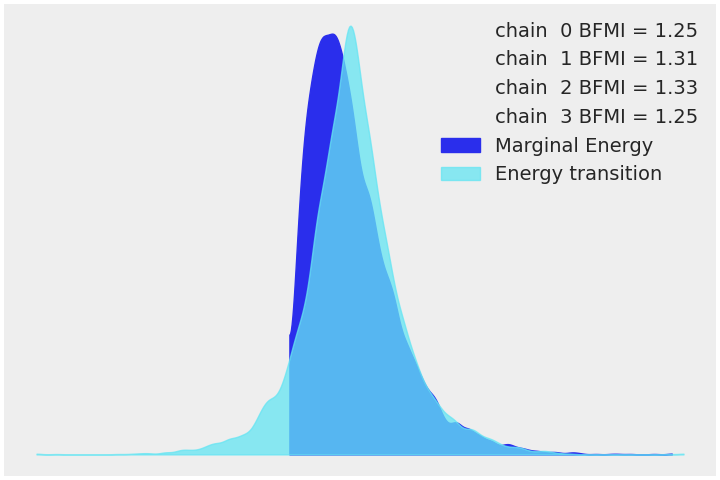 chain  0 BFMI = 1.25
chain  1 BFMI = 1.31
chain  2 BFMI = 1.33
chain  3 BFMI = 1.25
Marginal Energy
Energy transition